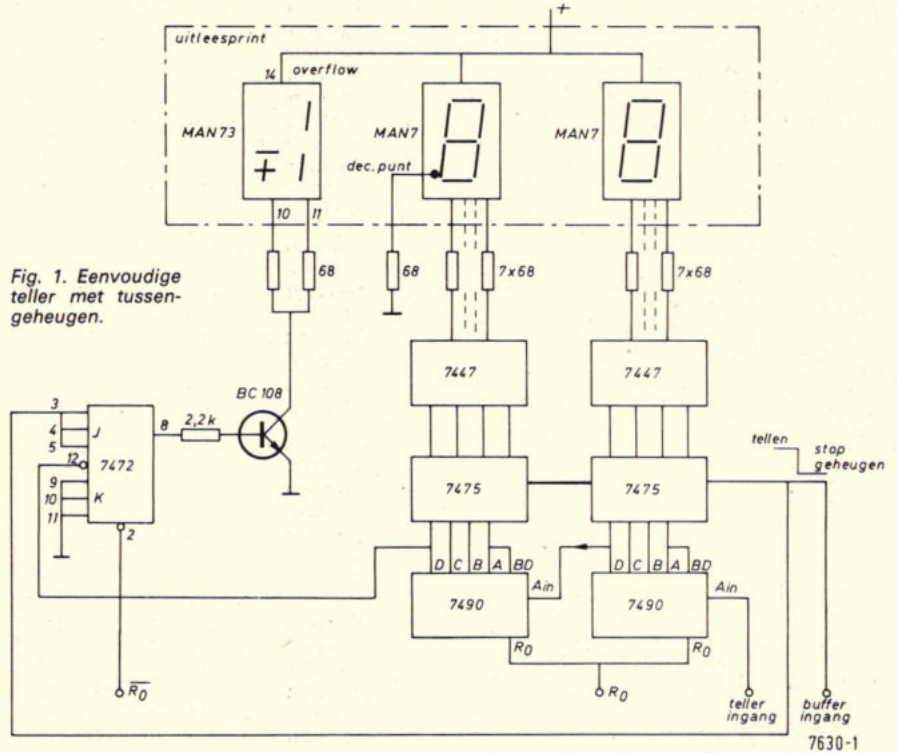 +
uitleesprint
14 overflow
MAN73
1
∓ 1
MAN7
dec.punt
MAN7
10 11
68
68
7x68
7x68
Fig. 1. Eenvoudige
teller met tussen-
geheugen.
7447
7447
BC 108
2,2k
8
3
4 J
5
12 7472
9
10 K
11
2
tellen
stop
geheugen
7475
7475
D C B A BD
D C B A BD
Ain
Ain
7490
7490
R0
R0
R0
R0
teller
ingang
buffer
ingang
7630-1